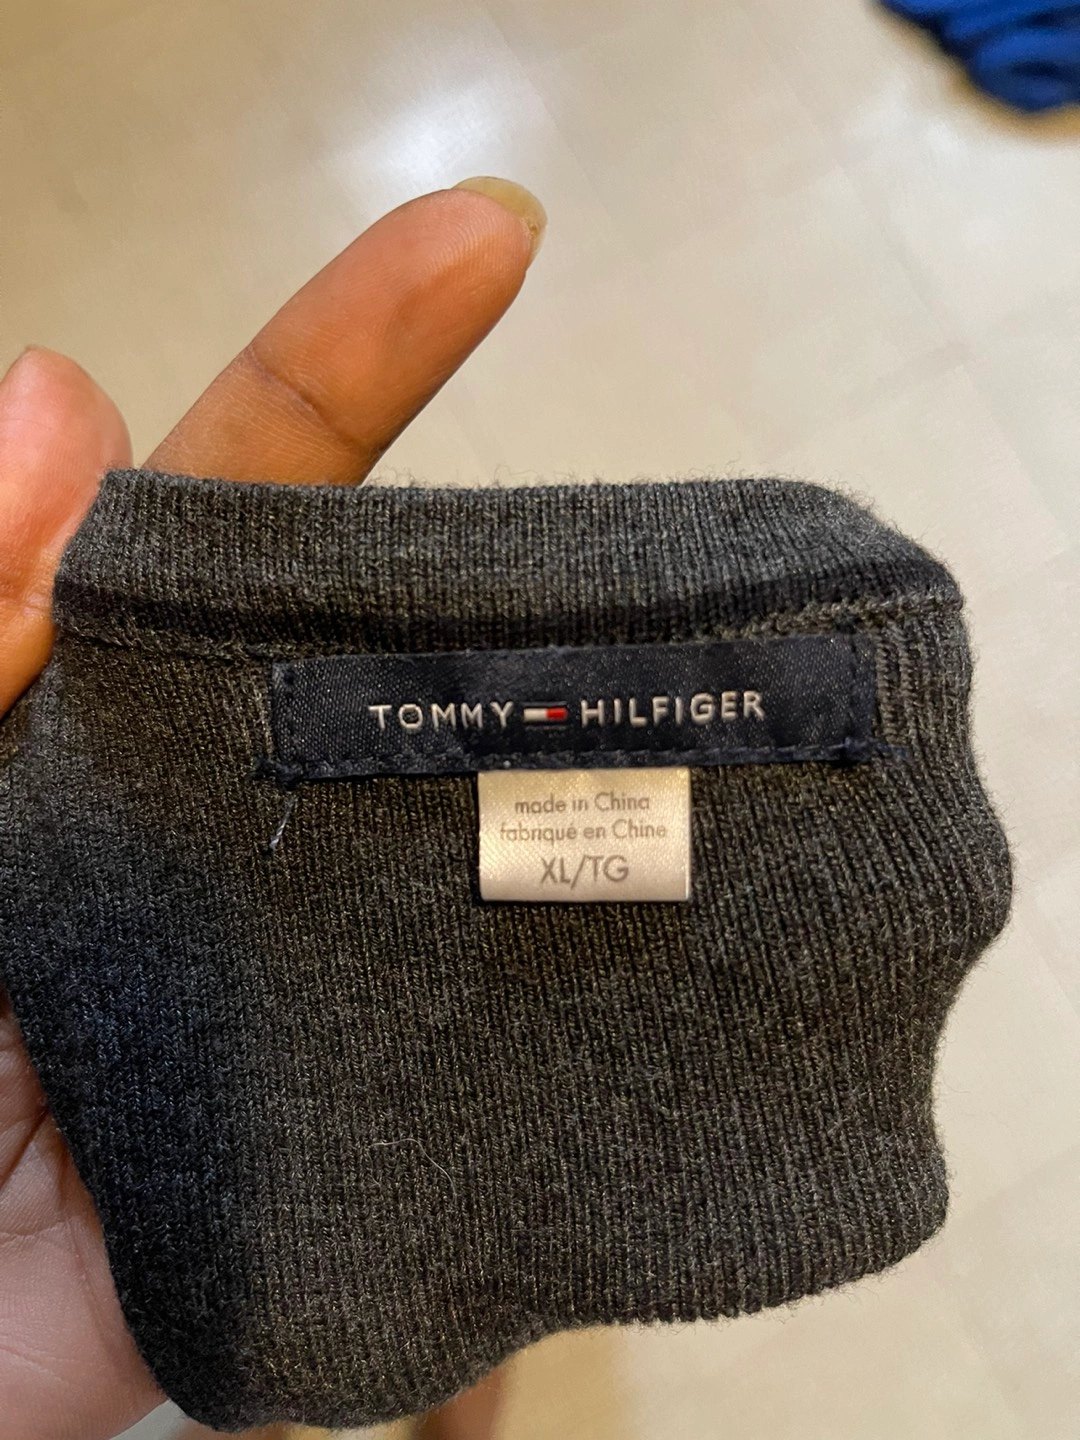 TOMMY HILFIGER
made in China
fabriqué en Chine
XL/TG